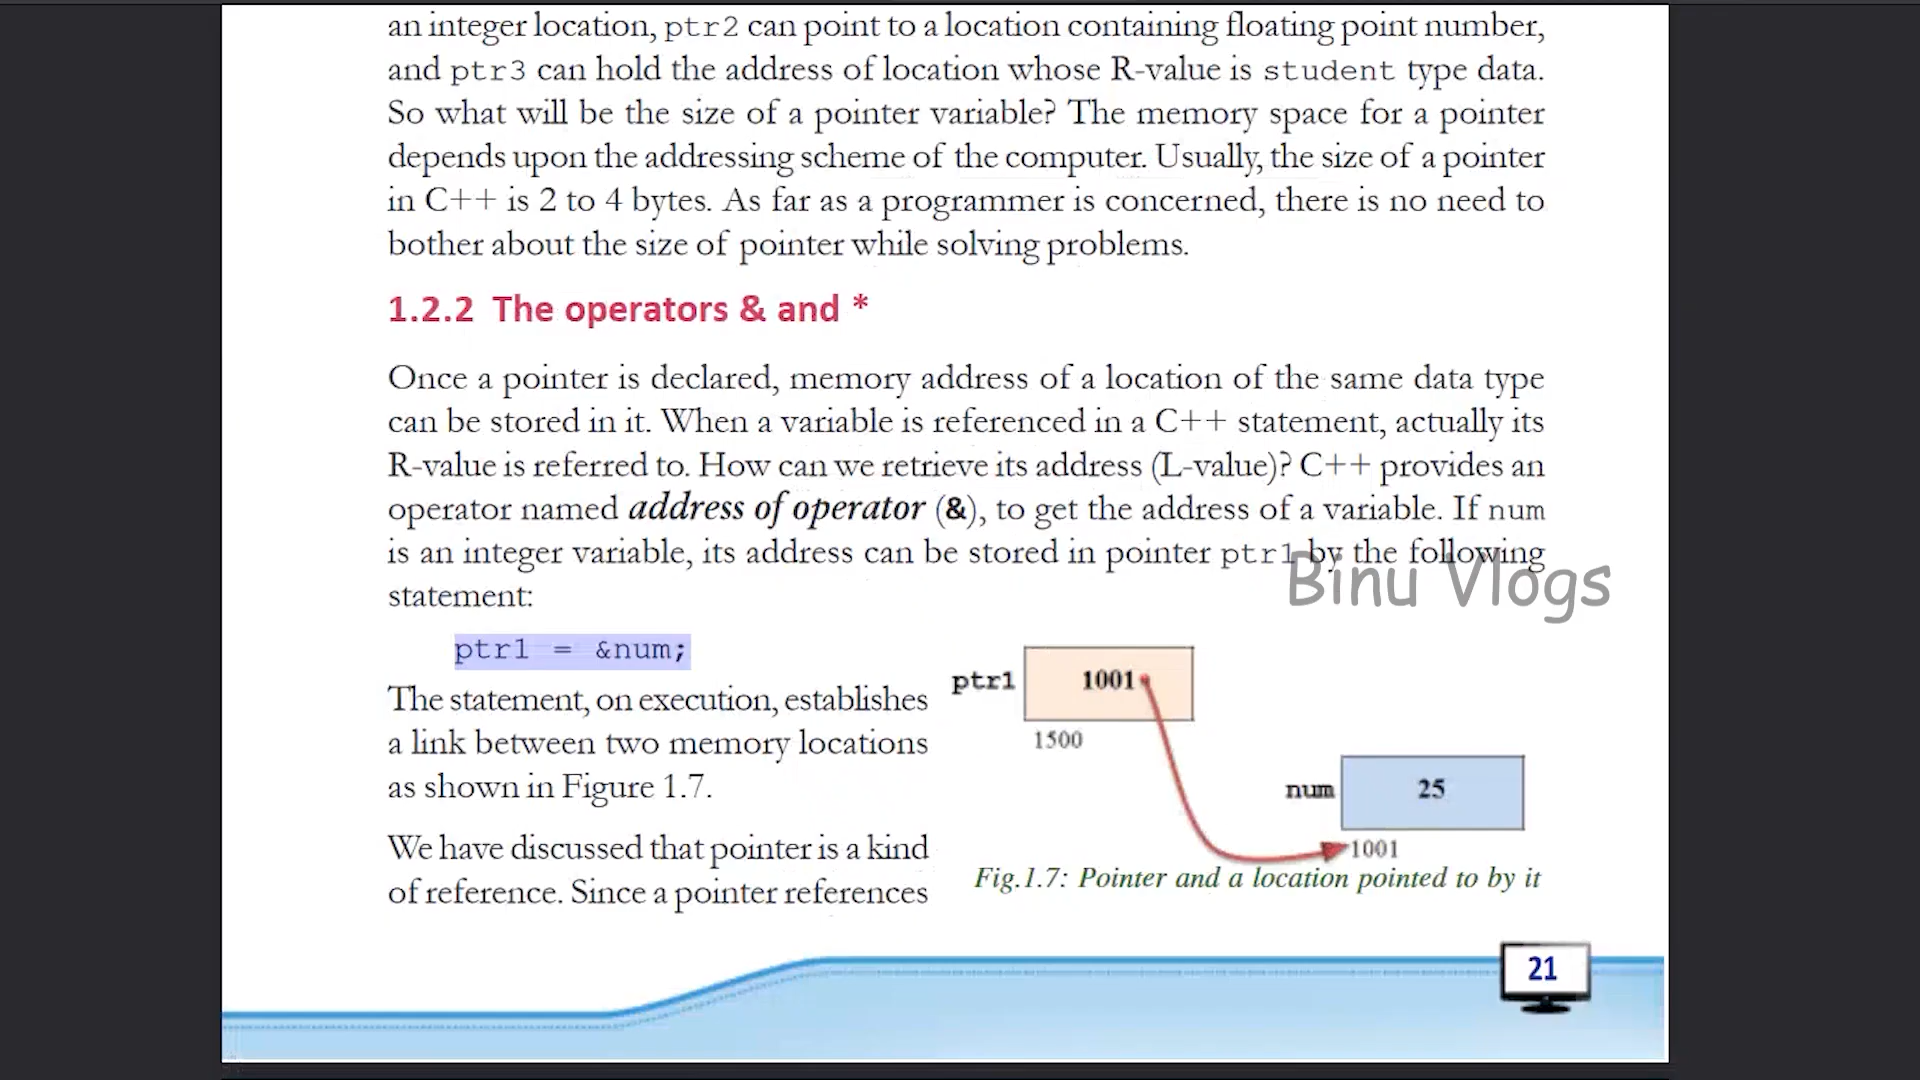 an integer location, ptr2 can point to a location containing floating point number,
and ptr3 can hold the address of location whose R-value is student type data.
So what will be the size of a pointer variable? The memory space for a pointer
depends upon the addressing scheme of the computer. Usually, the size of a pointer
in C++ is 2 to 4 bytes. As far as a programmer is concerned, there is no need to
bother about the size of pointer while solving problems.
1.2.2 The operators & and *
Once a pointer is declared, memory address of a location of the same data type
can be stored in it. When a variable is referenced in a C++ statement, actually its
R-value is referred to. How can we retrieve its address (L-value)? C++ provides an
operator named address of operator (&), to get the address of a variable. If num
is an integer variable, its address can be stored in pointer ptr1 by the following
statement:
Binu Vlogs
ptr1 = &num;
The statement, on execution, establishes
a link between two memory locations
as shown in Figure 1.7.
We have discussed that pointer is a kind
of reference. Since a pointer references
ptr1 1001
1500
num 25
1001
Fig.1.7: Pointer and a location pointed to by it
21